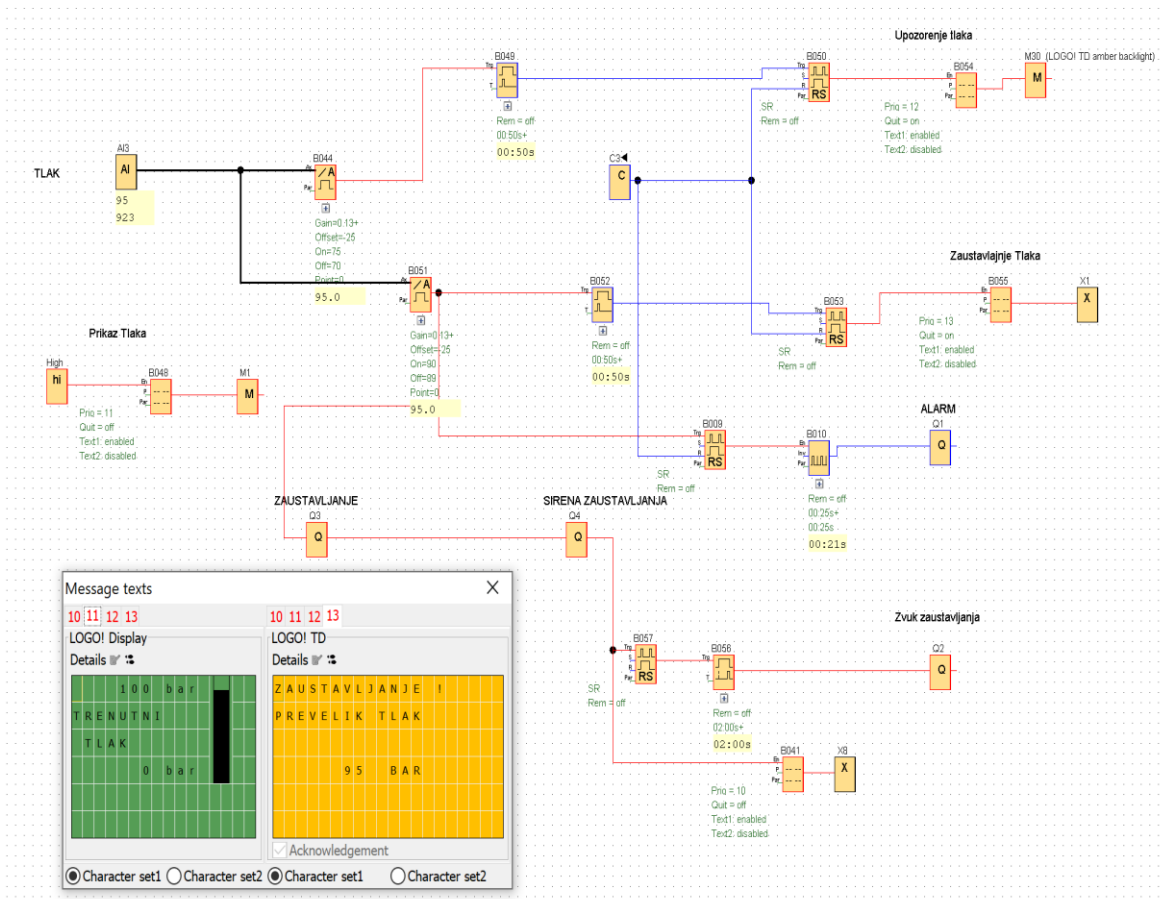 Upozorenje tlaka
B049
Trg
T
Rem = off
00:50s+
00:50s
B050
Trg
S
R
Par
RS
SR
Rem = off
B054
En
P
Par
Prio = 12
Quit = on
Text1: enabled
Text2: disabled
M30 (LOGO! TD amber backlight)
M
TLAK
AI3
AI
95
923
B044
Ax
/A
Par
Gain=0.13+
Offset=-25
On=75
Off=70
Point=0
95.0
C3
C
B051
Ax
/A
Par
Gain=0.13+
Offset=-25
On=90
Off=89
Point=0
95.0
B052
Trg
T
Rem = off
00:50s+
00:50s
Zaustavlajnje Tlaka
B053
Trg
S
R
Par
RS
SR
Rem = off
B055
En
P
Par
Prio = 13
Quit = on
Text1: enabled
Text2: disabled
X1
X
Prikaz Tlaka
High
hi
B048
En
P
Par
Prio = 11
Quit = off
Text1: enabled
Text2: disabled
M1
M
ALARM
B009
Trg
S
R
Par
RS
SR
Rem = off
B010
En
Inv
Par
Rem = off
00:25s+
00:25s
00:21s
Q1
Q
ZAUSTAVLJANJE
Q3
Q
SIRENA ZAUSTAVLJANJA
Q4
Q
Zvuk zaustavljanja
B057
Trg
S
R
Par
RS
SR
Rem = off
B056
Trg
T
Rem = off
02:00s+
02:00s
Q2
Q
B041
En
P
Par
Prio = 10
Quit = off
Text1: enabled
Text2: disabled
X8
X
Message texts
10 11 12 13
10 11 12 13
LOGO! Display
LOGO! TD
Details
Details
100 bar
TRENUTNI
TLAK
0 bar
ZAUSTAVLJANJE !
PREVELIK TLAK
95 BAR
Acknowledgement
Character set1 Character set2
Character set1 Character set2